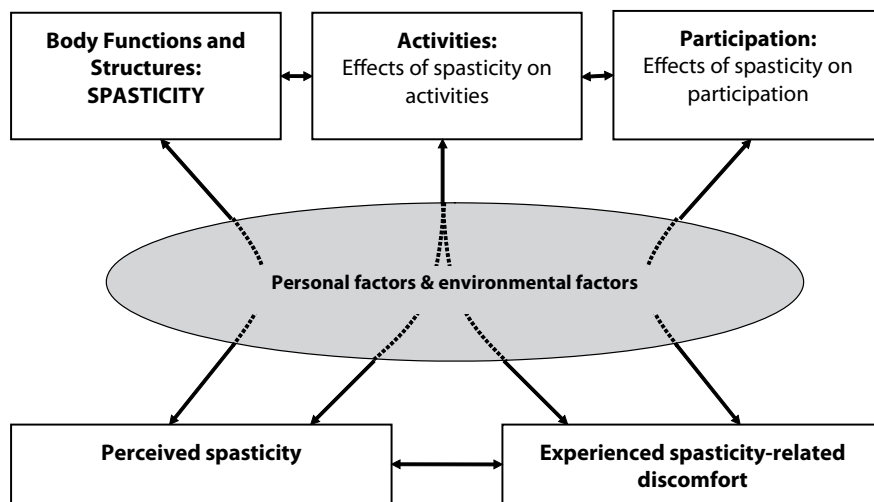 Body Functions and
Structures:
SPASTICITY
Activities:
Effects of spasticity on
activities
Participation:
Effects of spasticity on
participation
Personal factors & environmental factors
Perceived spasticity
Experienced spasticity-related
discomfort